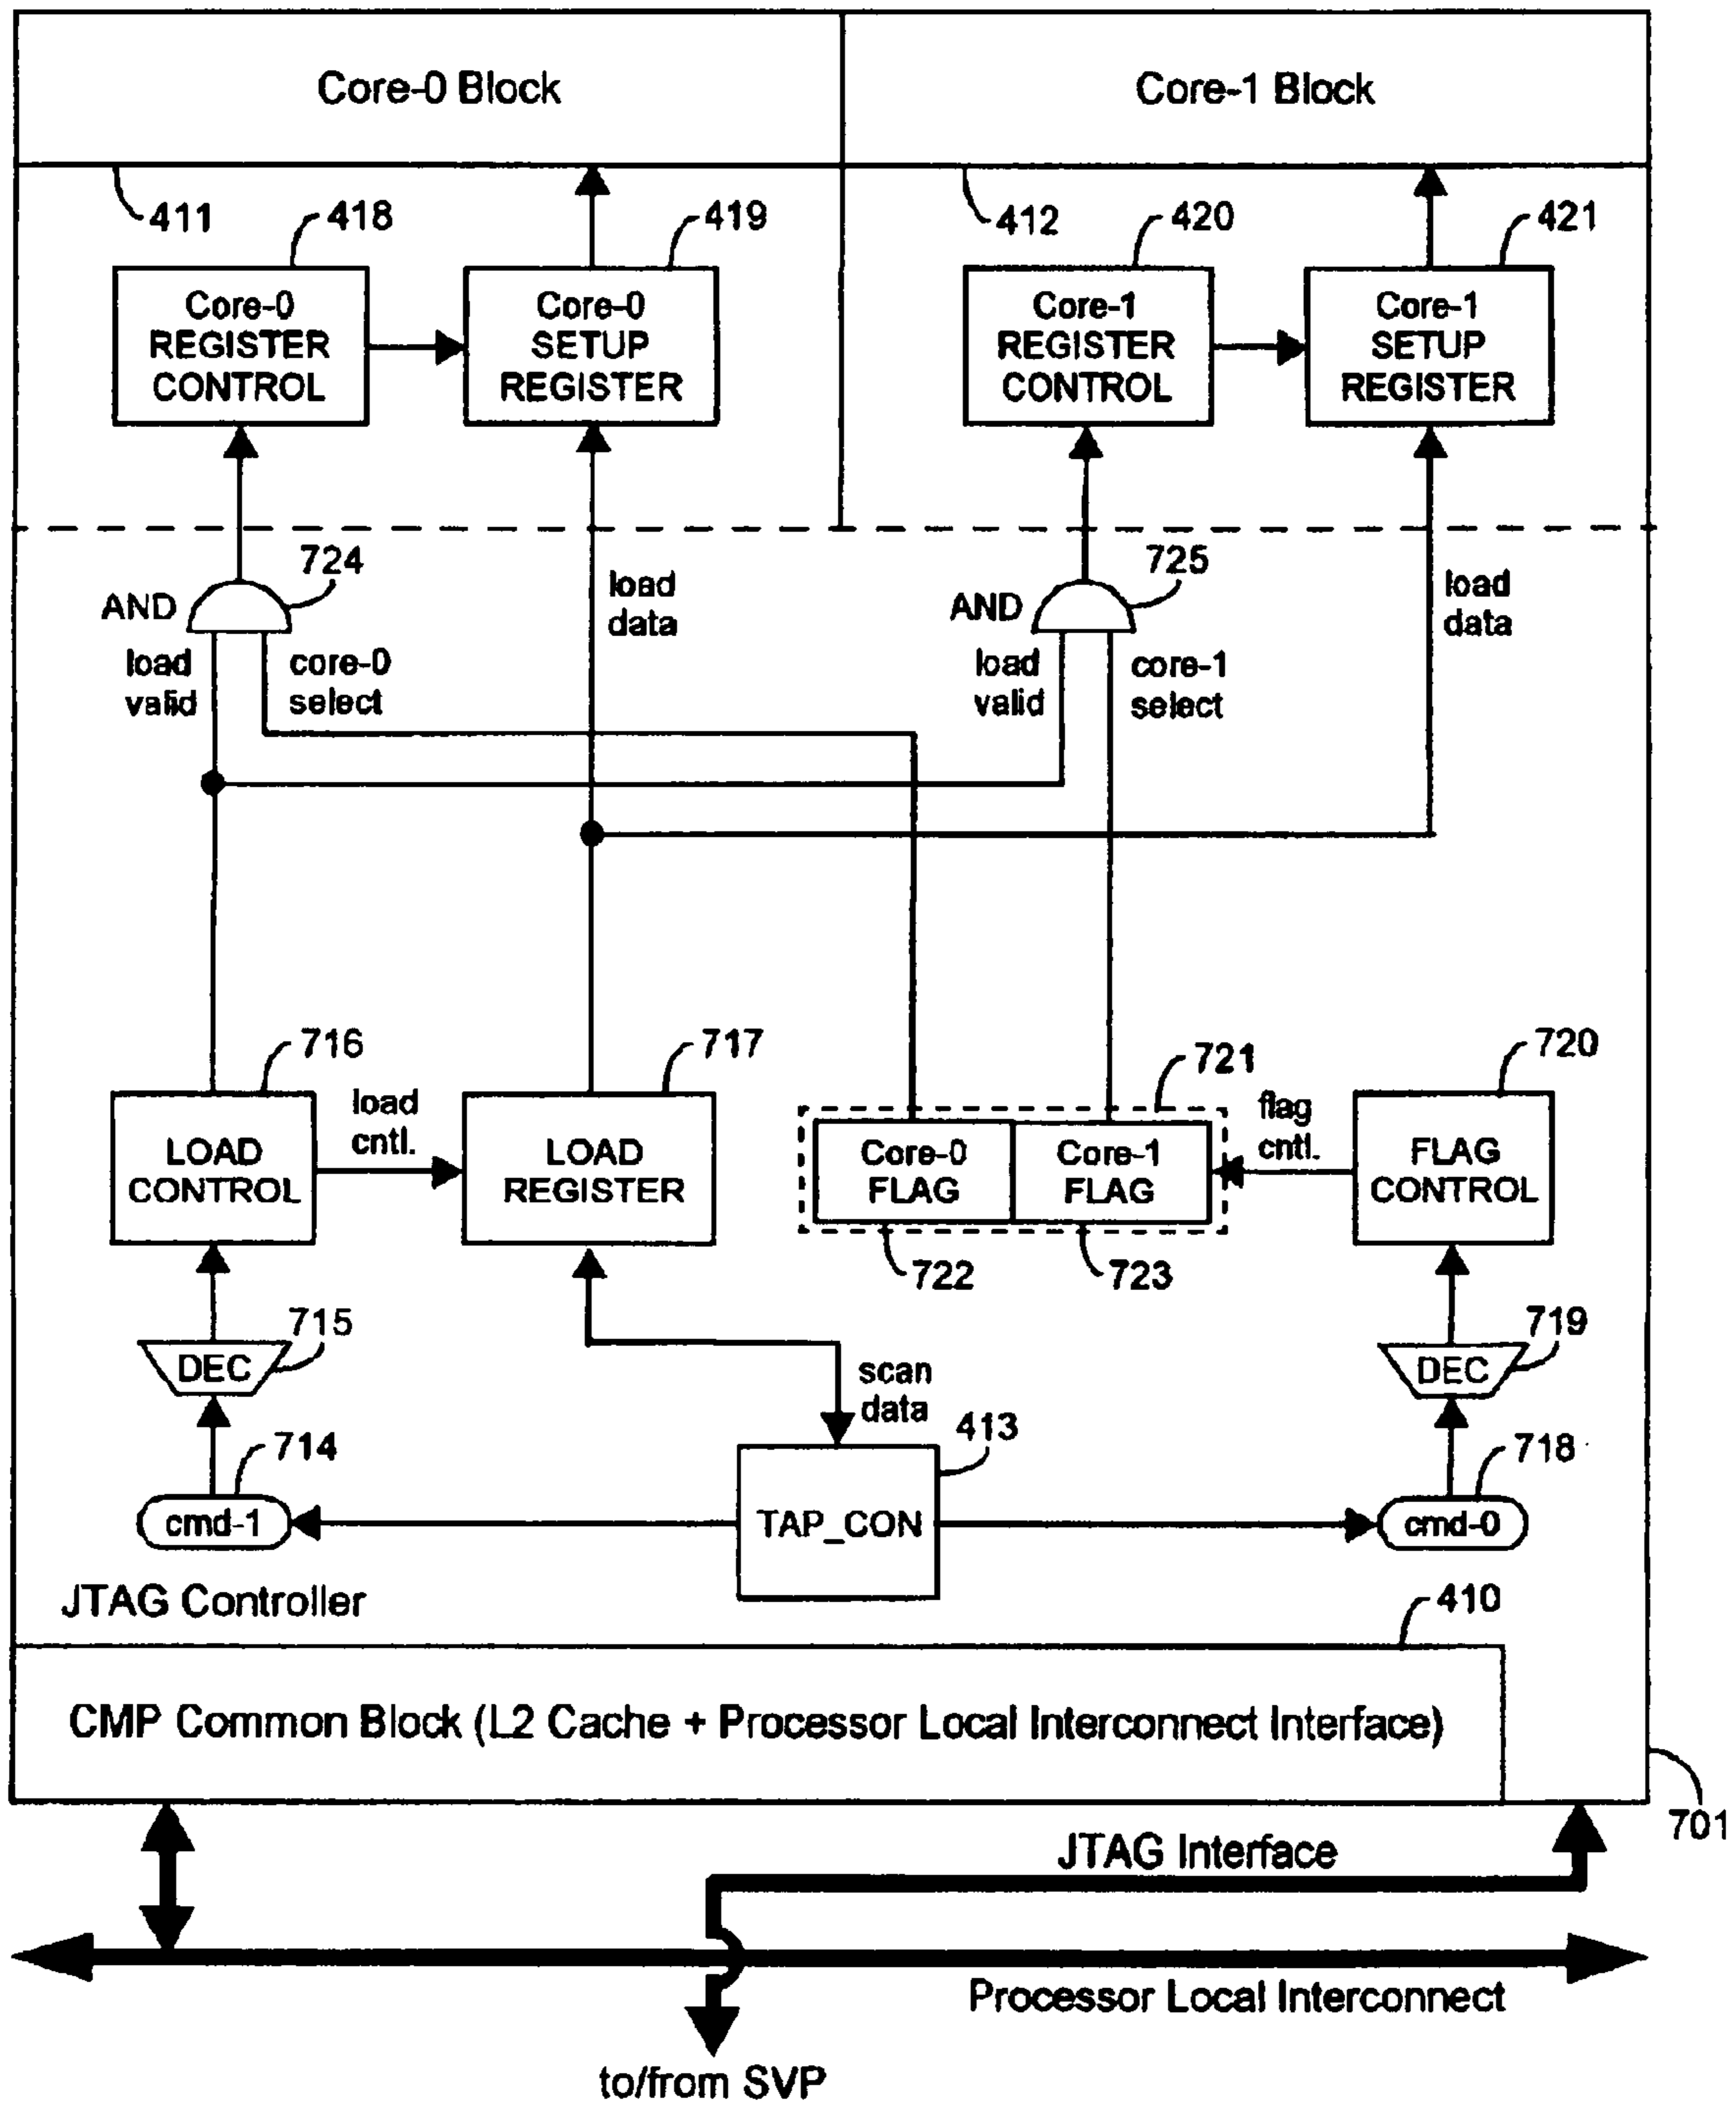 Core-0 Block
Core-1 Block
411
418
419
412
420
421
Core-0
REGISTER
CONTROL
Core-0
SETUP
REGISTER
Core-1
REGISTER
CONTROL
Core-1
SETUP
REGISTER
724
725
AND
load
data
AND
load
data
load
valid
core-0
select
load
valid
core-1
select
716
717
721
720
load
cntl.
flag
cntl.
LOAD
CONTROL
LOAD
REGISTER
Core-0
FLAG
Core-1
FLAG
FLAG
CONTROL
722
723
715
719
DEC
DEC
scan
data
714
413
718
cmd-1
TAP_CON
cmd-0
JTAG Controller
410
CMP Common Block (L2 Cache + Processor Local Interconnect Interface)
701
JTAG Interface
Processor Local Interconnect
to/from SVP